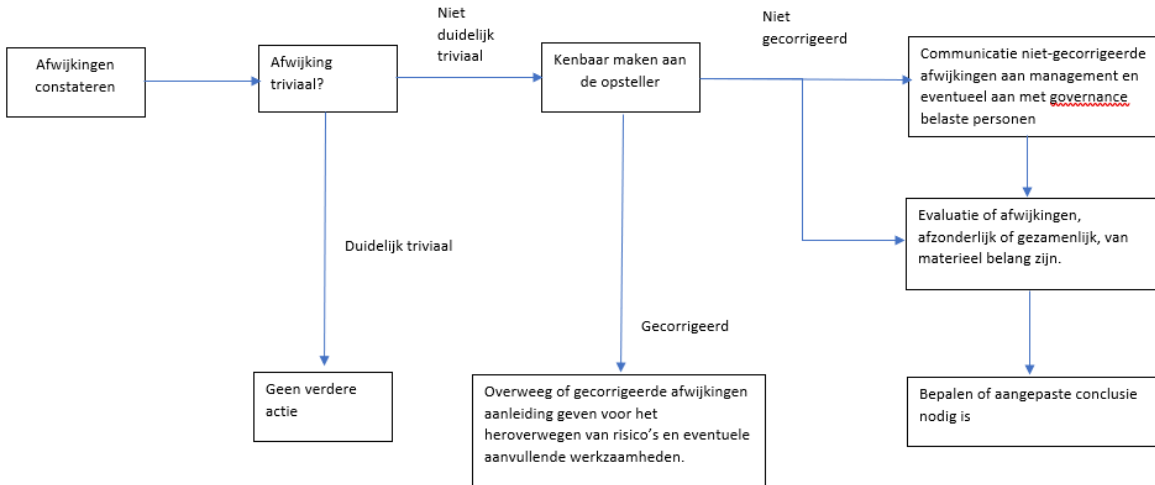 Afwijkingen
constateren
Afwijking
triviaal?
Niet
duidelijk
triviaal
Kenbaar maken aan
de opsteller
Niet
gecorrigeerd
Communicatie niet-gecorrigeerde
afwijkingen aan management en
eventueel aan met governance
belaste personen
Evaluatie of afwijkingen,
afzonderlijk of gezamenlijk, van
materieel belang zijn.
Duidelijk triviaal
Gecorrigeerd
Geen verdere
actie
Overweeg of gecorrigeerde afwijkingen
aanleiding geven voor het
heroverwegen van risico’s en eventuele
aanvullende werkzaamheden.
Bepalen of aangepaste conclusie
nodig is